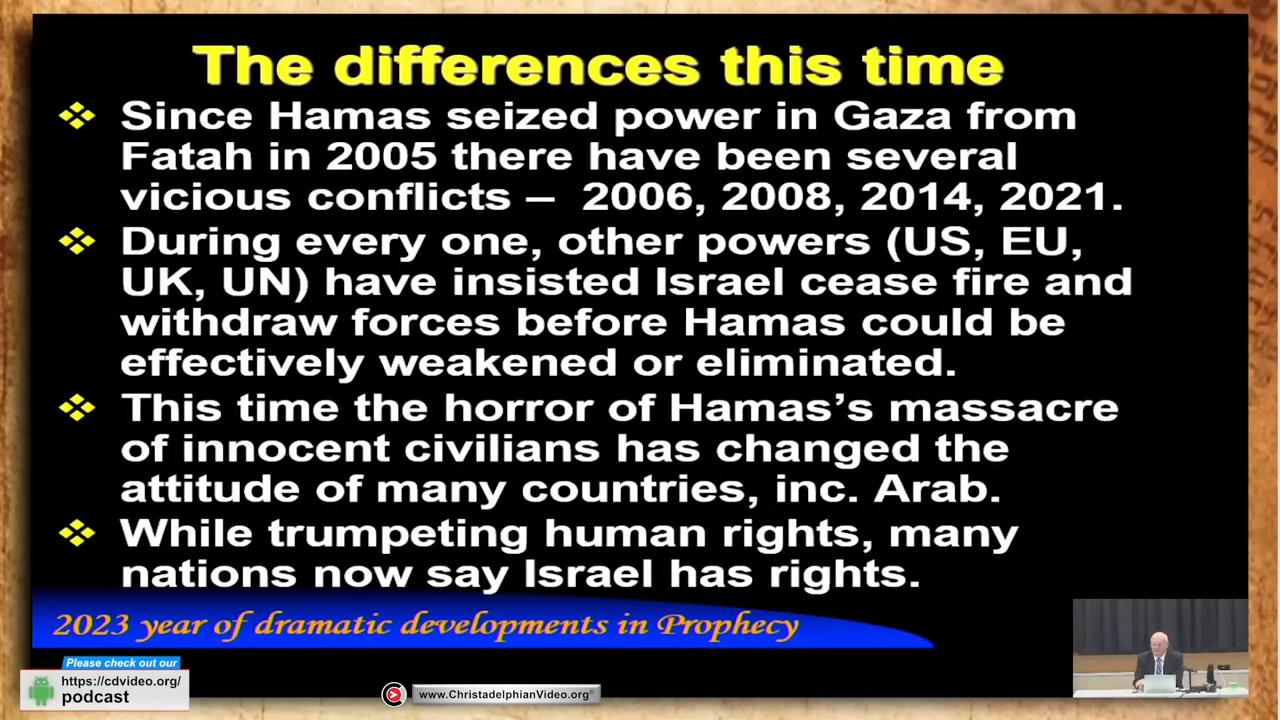 The differences this time
Since Hamas seized power in Gaza from
Fatah in 2005 there have been several
vicious conflicts – 2006, 2008, 2014, 2021.
During every one, other powers (US, EU,
UK, UN) have insisted Israel cease fire and
withdraw forces before Hamas could be
effectively weakened or eliminated.
This time the horror of Hamas's massacre
of innocent civilians has changed the
attitude of many countries, inc. Arab.
While trumpeting human rights, many
nations now say Israel has rights.
2023 year of dramatic developments in Prophecy
Please check out our
https://cdvideo.org/
podcast
www.ChristadelphianVideo.org